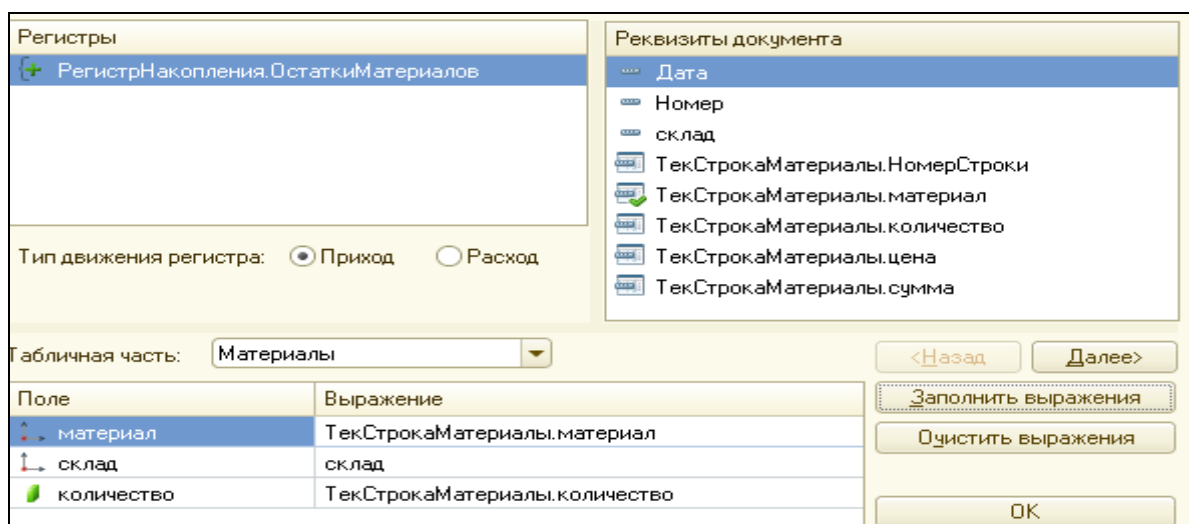 Регистры
РегистрНакопления.ОстаткиМатериалов
Тип движения регистра: Приход Расход
Реквизиты документа
Дата
Номер
склад
ТекСтрокаМатериалы.НомерСтроки
ТекСтрокаМатериалы.материал
ТекСтрокаМатериалы.количество
ТекСтрокаМатериалы.цена
ТекСтрокаМатериалы.сумма
Табличная часть: Материалы
<Назад Далее>
Поле Выражение
материал ТекСтрокаМатериалы.материал
склад склад
количество ТекСтрокаМатериалы.количество
Заполнить выражения
Очистить выражения
OK